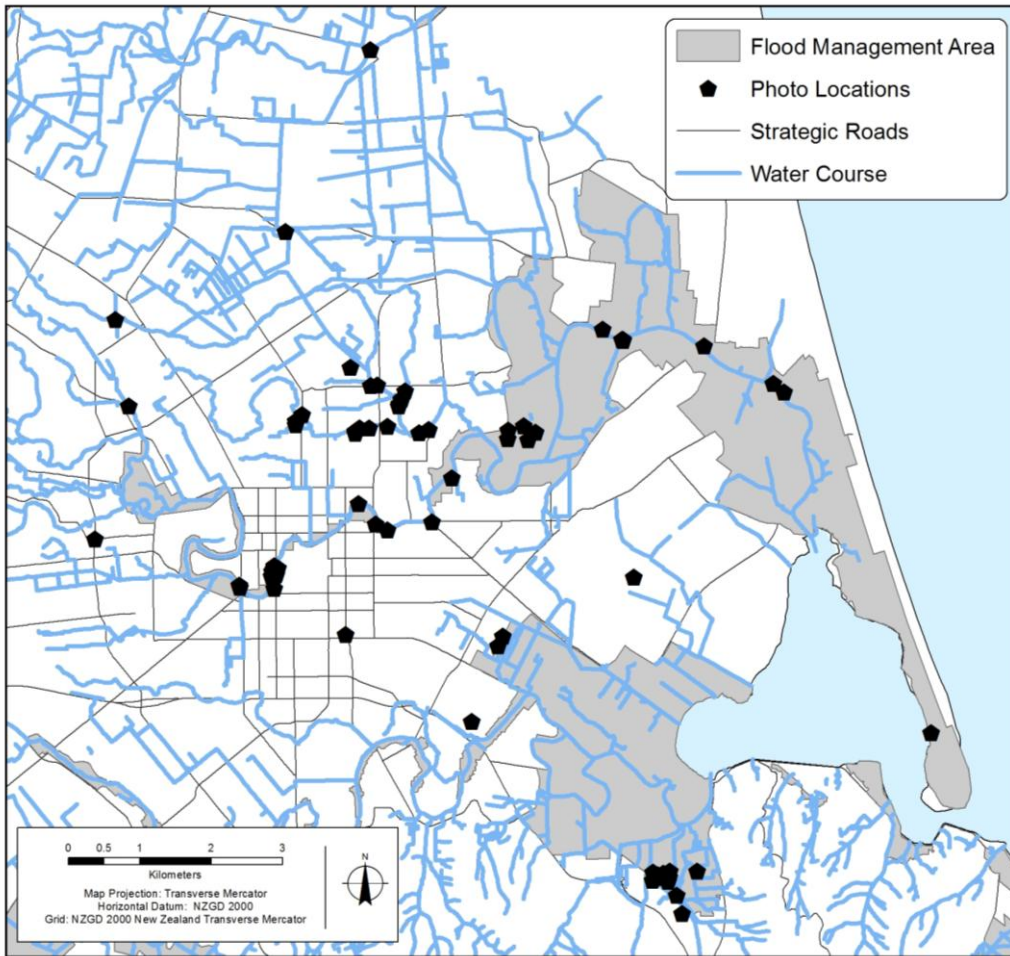 Flood Management Area
Photo Locations
Strategic Roads
Water Course
0 0.5 1 2 3
Kilometers
Map Projection: Transverse Mercator
Horizontal Datum: NZGD 2000
Grid: NZGD 2000 New Zealand Transverse Mercator
N